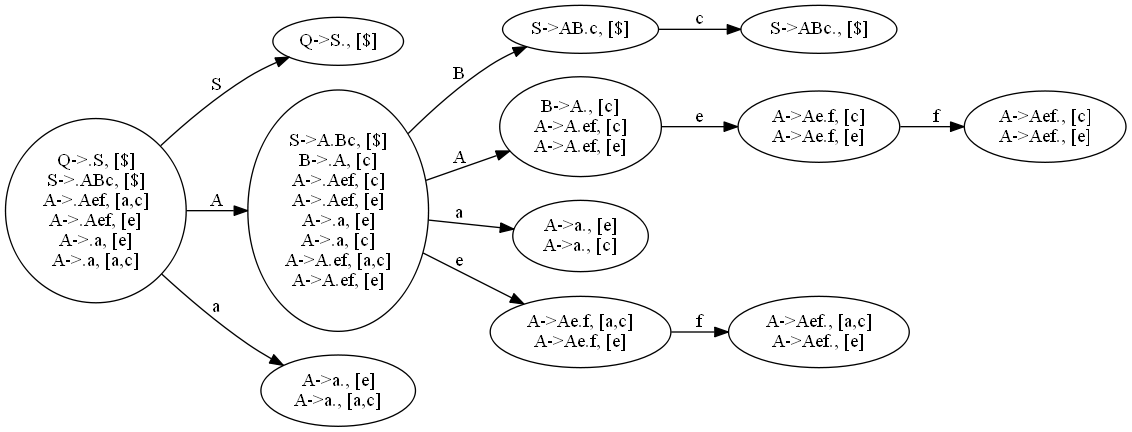 Q->.S, [$]
S->.ABc, [$]
A->.Aef, [a,c]
A->.Aef, [e]
A->.a, [e]
A->.a, [a,c]
S
A
a
Q->S., [$]
S->A.Bc, [$]
B->.A, [c]
A->.Aef, [c]
A->.Aef, [e]
A->.a, [e]
A->.a, [c]
A->A.ef, [a,c]
A->A.ef, [e]
A->a., [e]
A->a., [a,c]
B
A
a
e
S->AB.c, [$]
c
S->ABc., [$]
B->A., [c]
A->A.ef, [c]
A->A.ef, [e]
e
A->Ae.f, [c]
A->Ae.f, [e]
f
A->Aef., [c]
A->Aef., [e]
A->a., [e]
A->a., [c]
A->Ae.f, [a,c]
A->Ae.f, [e]
f
A->Aef., [a,c]
A->Aef., [e]